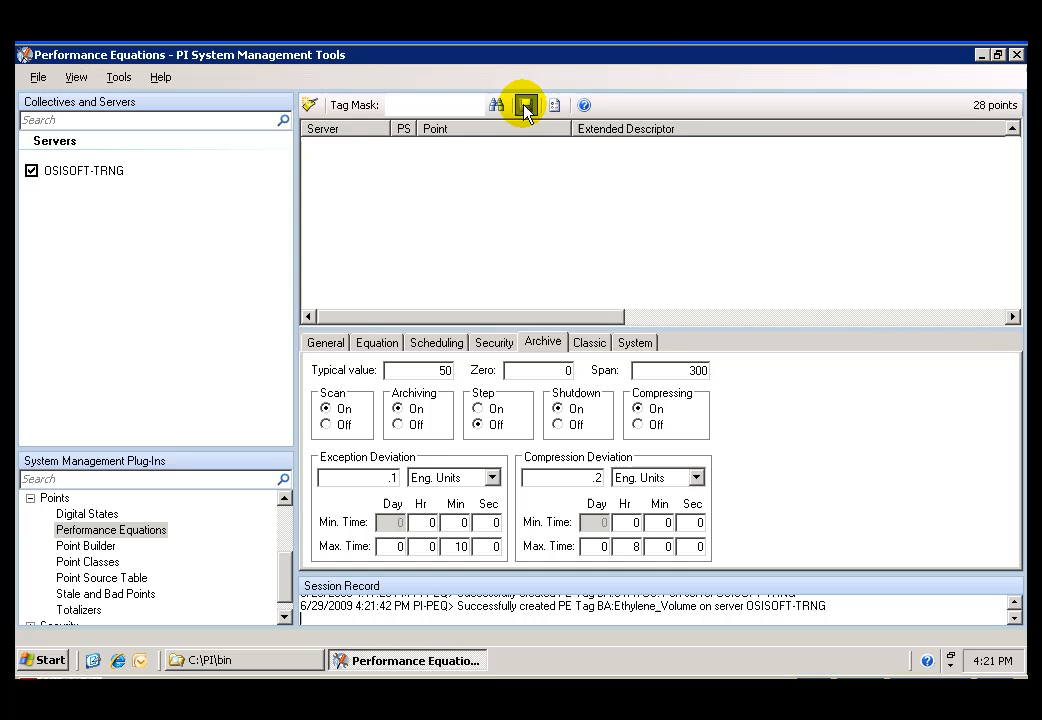 Performance Equations - PI System Management Tools
File View Tools Help
Collectives and Servers
Search
Servers
OSISOFT-TRNG
Tag Mask:
28 points
Server PS Point Extended Descriptor
General Equation Scheduling Security Archive Classic System
Typical value: 50 Zero: 0 Span: 300
Scan Archiving Step Shutdown Compressing
On On On On On
Off Off Off Off Off
Exception Deviation Compression Deviation
.1 Eng. Units .2 Eng. Units
Day Hr Min Sec Day Hr Min Sec
Min. Time: 0 0 0 0 Min. Time: 0 0 0 0
Max. Time: 0 0 10 0 Max. Time: 0 8 0 0
System Management Plug-Ins
Search
Points
Digital States
Performance Equations
Point Builder
Point Classes
Point Source Table
Stale and Bad Points
Totalizers
Session Record
6/29/2009 4:21:42 PM PI-PEQ> Successfully created PE Tag BA:Ethylene_Volume on server OSISOFT-TRNG
Start C:\PI\bin Performance Equatio... 4:21 PM